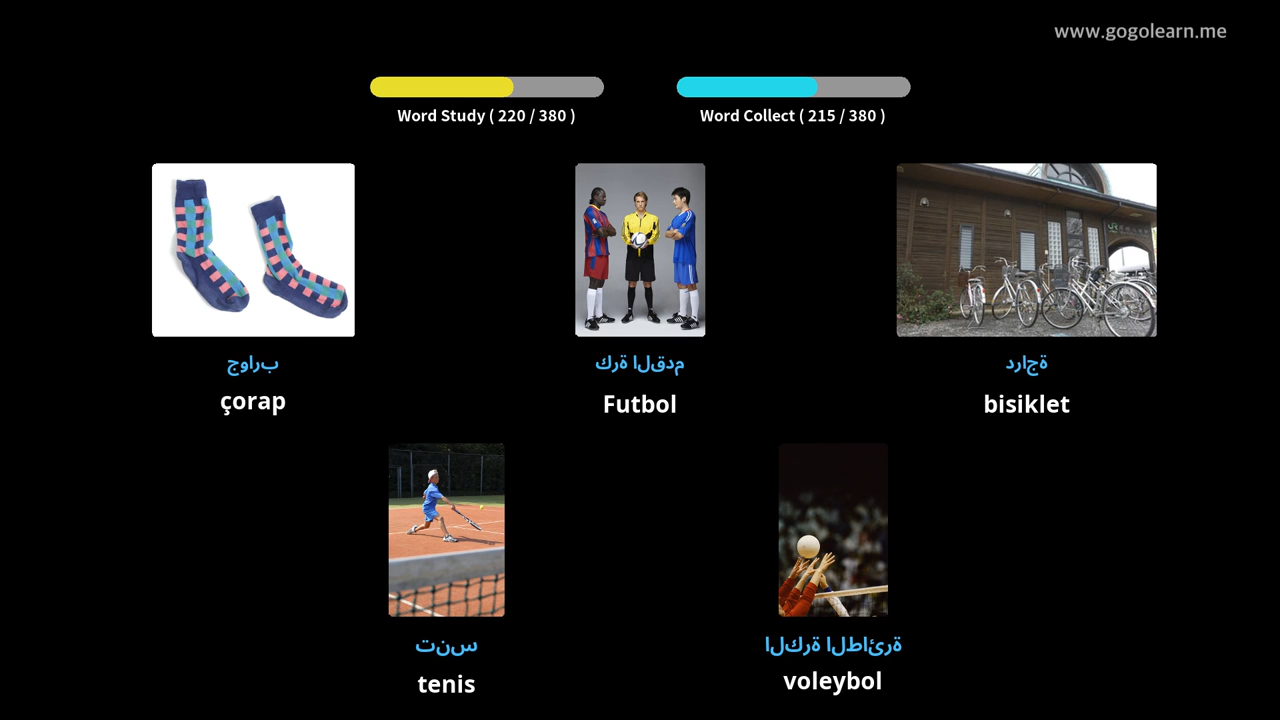 www.gogolearn.me
Word Study ( 220 / 380 )
Word Collect ( 215 / 380 )
جوارب
كرة القدم
دراجة
çorap
Futbol
bisiklet
تنس
الكرة الطائرة
tenis
voleybol